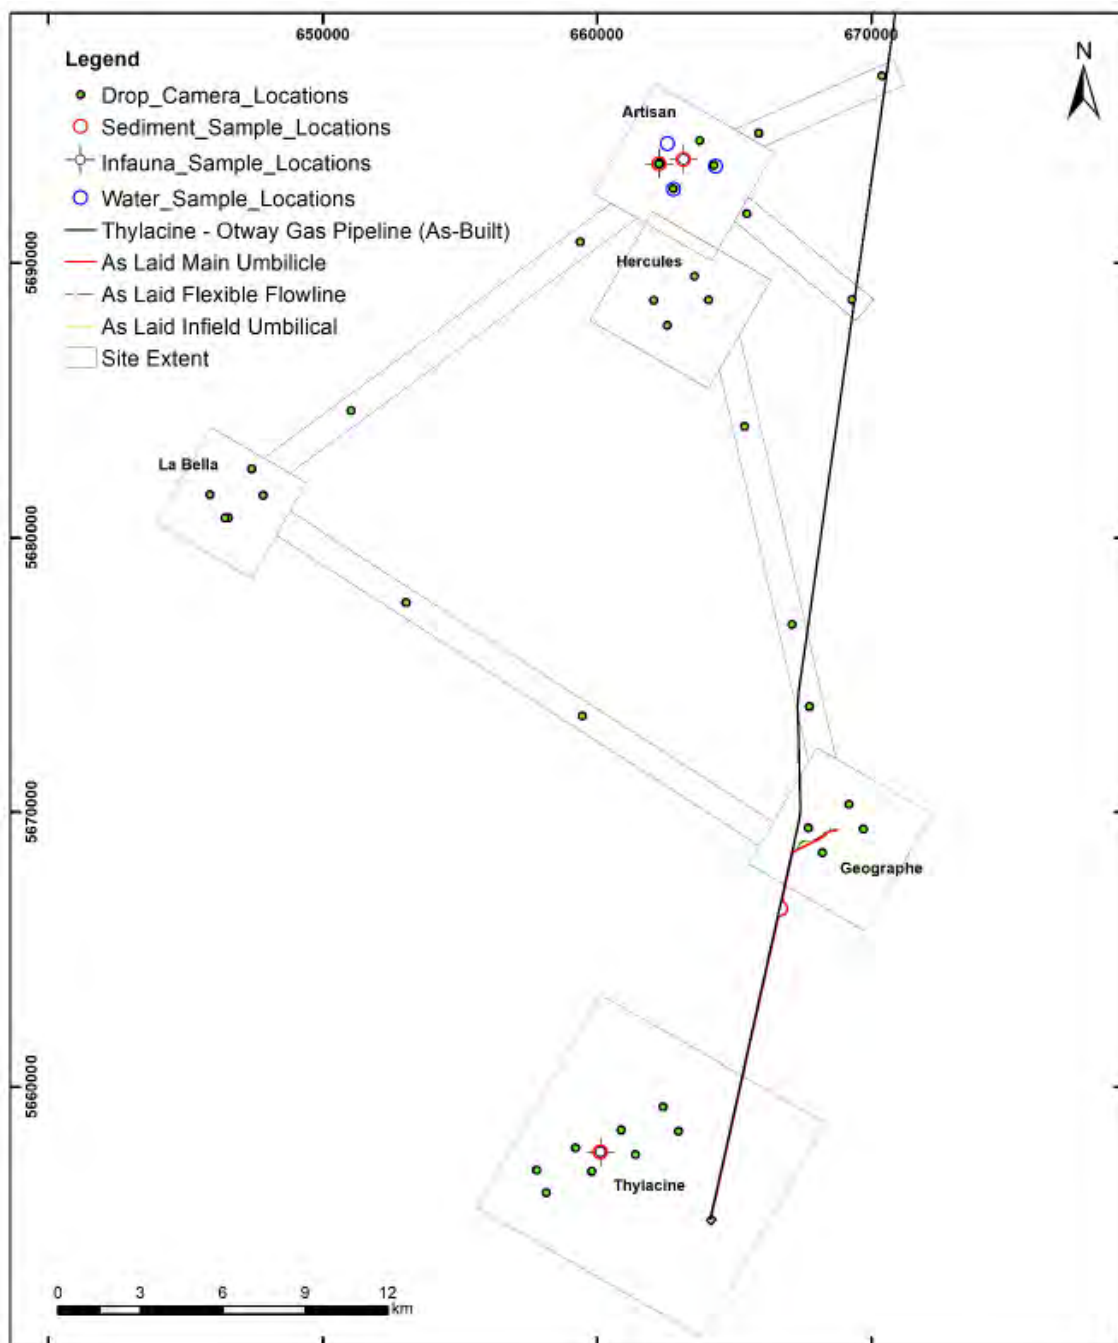 650000
660000
670000
Legend
Drop_Camera_Locations
Sediment_Sample_Locations
Infauna_Sample_Locations
Water_Sample_Locations
Thylacine - Otway Gas Pipeline (As-Built)
As Laid Main Umbilicle
As Laid Flexible Flowline
As Laid Infield Umbilical
Site Extent
N
Artisan
5690000
Hercules
La Bella
5680000
5670000
Geographe
5660000
Thylacine
0 3 6 9 12
km